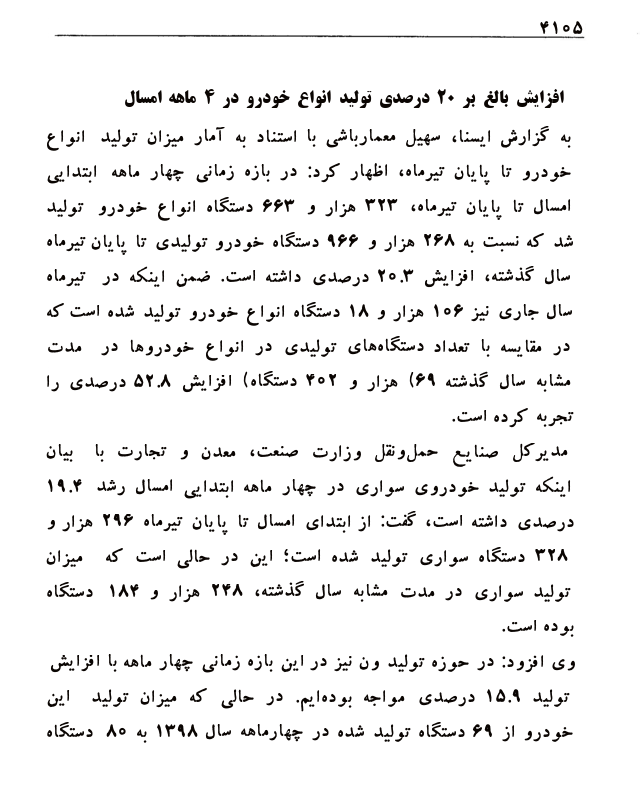 ۴۱۰۵
افزایش بالغ بر ۲۰ درصدی تولید انواع خودرو در ۴ ماهه امسال
به گزارش ایسنا، سهیل معمارباشی با استناد به آمار میزان تولید انواع
خودرو تا پایان تیرماه، اظهار کرد: در بازه زمانی چهار ماهه ابتدایی
امسال تا پایان تیرماه، ۳۲۳ هزار و ۶۶۳ دستگاه انواع خودرو تولید
شد که نسبت به ۲۶۸ هزار و ۹۶۶ دستگاه خودرو تولیدی تا پایان تیرماه
سال گذشته، افزایش ۲۰.۳ درصدی داشته است. ضمن اینکه در تیرماه
سال جاری نیز ۱۰۶ هزار و ۱۸ دستگاه انواع خودرو تولید شده است که
در مقایسه با تعداد دستگاه‌های تولیدی در انواع خودروها در مدت
مشابه سال گذشته ۶۹) هزار و ۴۰۲ دستگاه) افزایش ۵۲.۸ درصدی را
تجربه کرده است.
مدیرکل صنایع حمل‌ونقل وزارت صنعت، معدن و تجارت با بیان
اینکه تولید خودروی سواری در چهار ماهه ابتدایی امسال رشد ۱۹.۴
درصدی داشته است، گفت: از ابتدای امسال تا پایان تیرماه ۲۹۶ هزار و
۳۲۸ دستگاه سواری تولید شده است؛ این در حالی است که میزان
تولید سواری در مدت مشابه سال گذشته، ۲۴۸ هزار و ۱۸۴ دستگاه
بوده است.
وی افزود: در حوزه تولید ون نیز در این بازه زمانی چهار ماهه با افزایش
تولید ۱۵.۹ درصدی مواجه بوده‌ایم. در حالی که میزان تولید این
خودرو از ۶۹ دستگاه تولید شده در چهارماهه سال ۱۳۹۸ به ۸۰ دستگاه